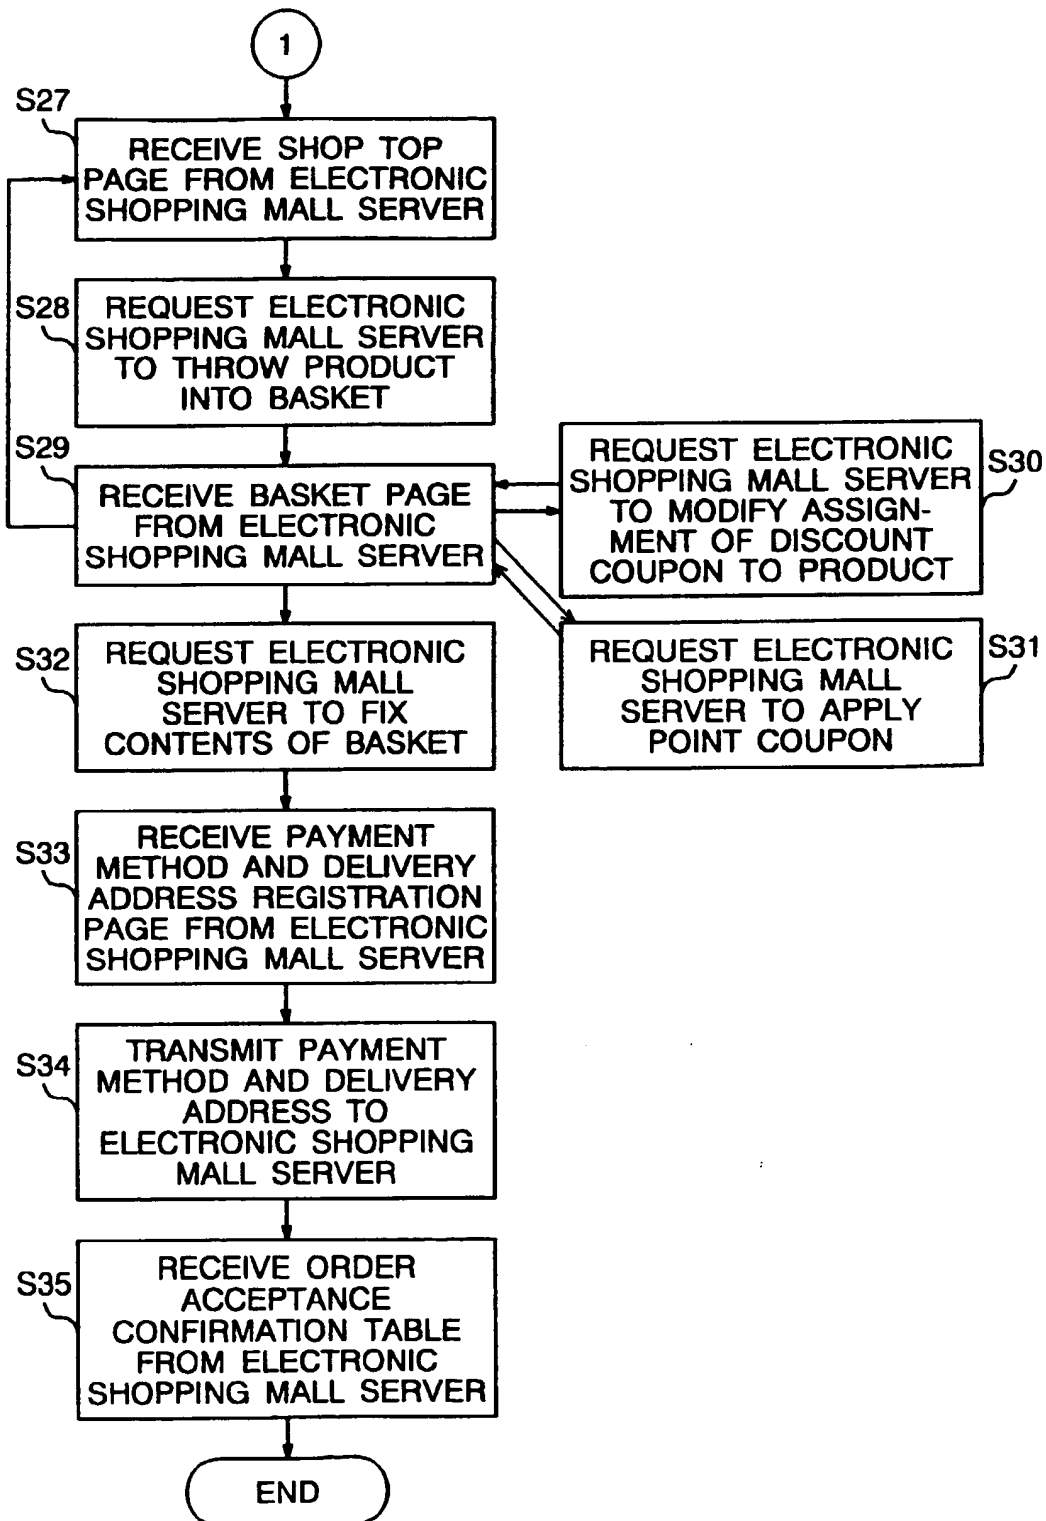 1
S27
RECEIVE SHOP TOP
PAGE FROM ELECTRONIC
SHOPPING MALL SERVER
S28
REQUEST ELECTRONIC
SHOPPING MALL SERVER
TO THROW PRODUCT
INTO BASKET
S29
RECEIVE BASKET PAGE
FROM ELECTRONIC
SHOPPING MALL SERVER
REQUEST ELECTRONIC
SHOPPING MALL SERVER
TO MODIFY ASSIGN-
MENT OF DISCOUNT
COUPON TO PRODUCT
S30
REQUEST ELECTRONIC
SHOPPING MALL
SERVER TO APPLY
POINT COUPON
S31
S32
REQUEST ELECTRONIC
SHOPPING MALL
SERVER TO FIX
CONTENTS OF BASKET
S33
RECEIVE PAYMENT
METHOD AND DELIVERY
ADDRESS REGISTRATION
PAGE FROM ELECTRONIC
SHOPPING MALL SERVER
S34
TRANSMIT PAYMENT
METHOD AND DELIVERY
ADDRESS TO
ELECTRONIC SHOPPING
MALL SERVER
S35
RECEIVE ORDER
ACCEPTANCE
CONFIRMATION TABLE
FROM ELECTRONIC
SHOPPING MALL SERVER
END